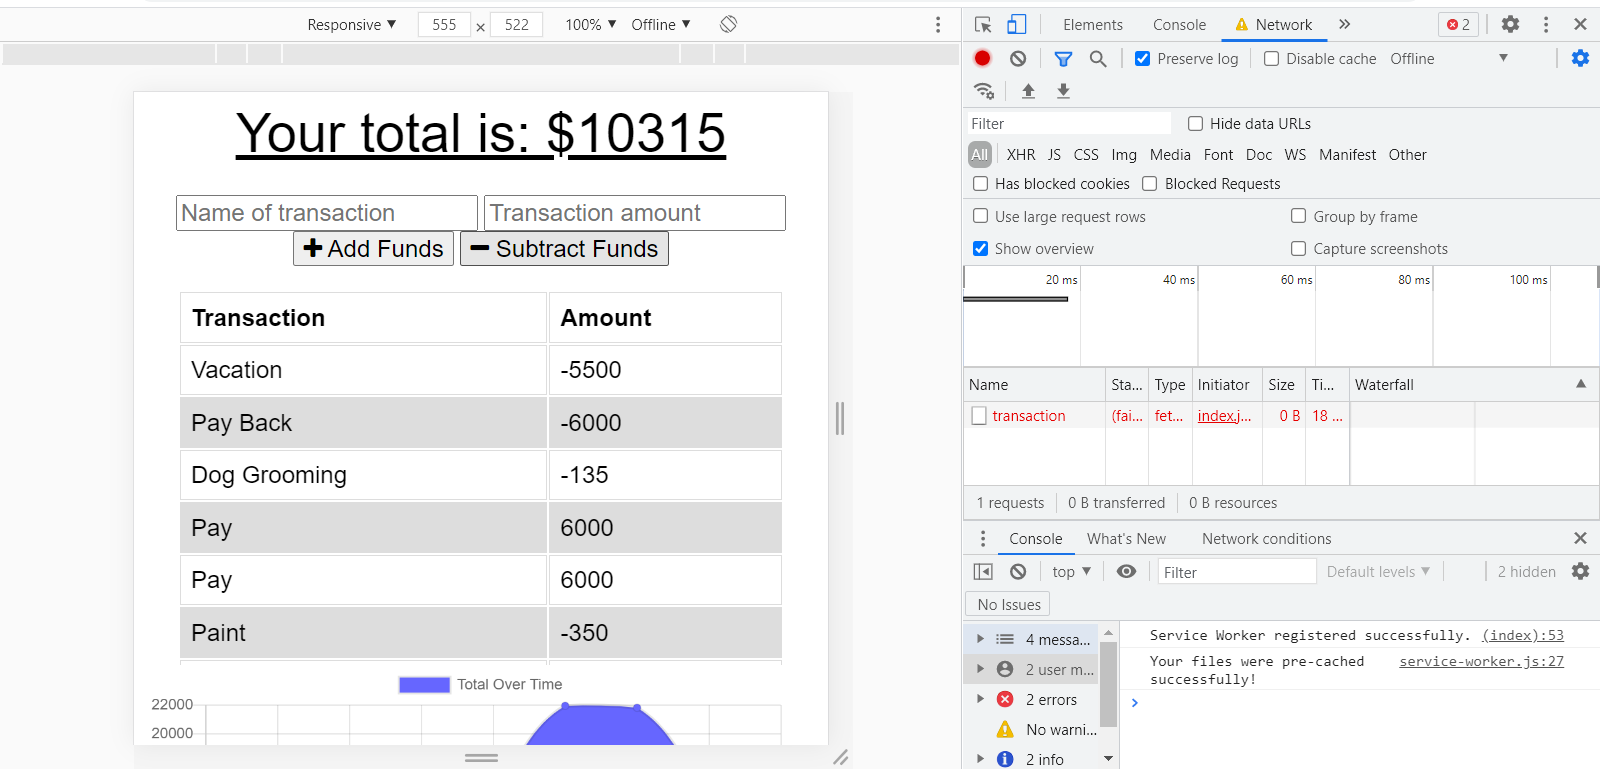 Responsive ▼ 555 x 522 100% ▼ Offline ▼
Your total is: $10315
Name of transaction Transaction amount
+ Add Funds − Subtract Funds
Transaction Amount
Vacation -5500
Pay Back -6000
Dog Grooming -135
Pay 6000
Pay 6000
Paint -350
Total Over Time
22000
20000
Elements Console Network » 2
Preserve log Disable cache Offline ▼
Filter Hide data URLs
All XHR JS CSS Img Media Font Doc WS Manifest Other
Has blocked cookies Blocked Requests
Use large request rows Group by frame
Show overview Capture screenshots
20 ms 40 ms 60 ms 80 ms 100 ms
Name Sta... Type Initiator Size Ti... Waterfall ▲
transaction (fai... fet... index.j... 0 B 18 ...
1 requests 0 B transferred 0 B resources
Console What's New Network conditions
top ▼ Filter Default levels ▼ 2 hidden
No Issues
4 messa...
2 user m...
2 errors
No warni...
2 info
Service Worker registered successfully. (index):53
Your files were pre-cached service-worker.js:27
successfully!